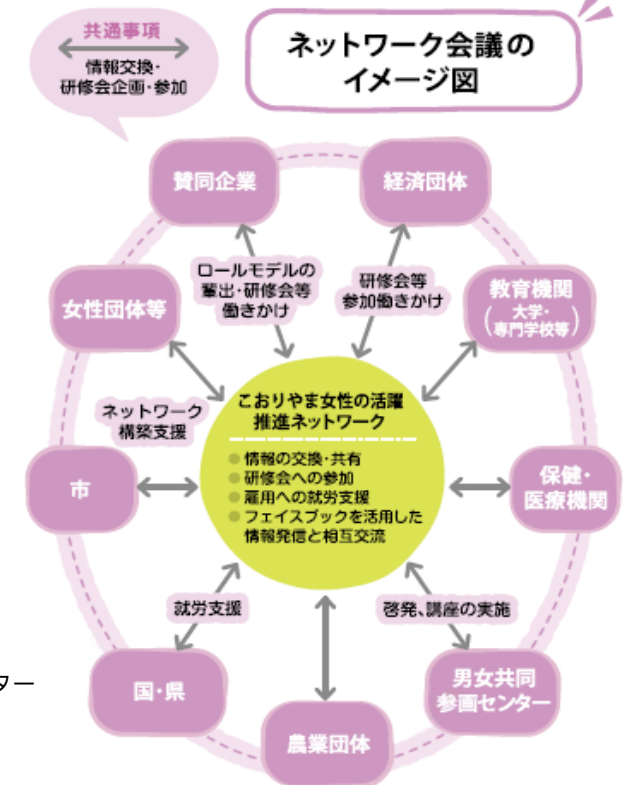 共通事項
情報交換・
研修会企画・参加
ネットワーク会議の
イメージ図
賛同企業
経済団体
ロールモデルの
輩出・研修会等
働きかけ
研修会等
参加働きかけ
女性団体等
教育機関
(大学・
専門学校等)
ネットワーク
構築支援
こおりやま女性の活躍
推進ネットワーク
●情報の交換・共有
●研修会への参加
●雇用への就労支援
●フェイスブックを活用した
情報発信と相互交流
市
保健・
医療機関
就労支援
啓発、講座の実施
ター
国・県
男女共同
参画センター
農業団体